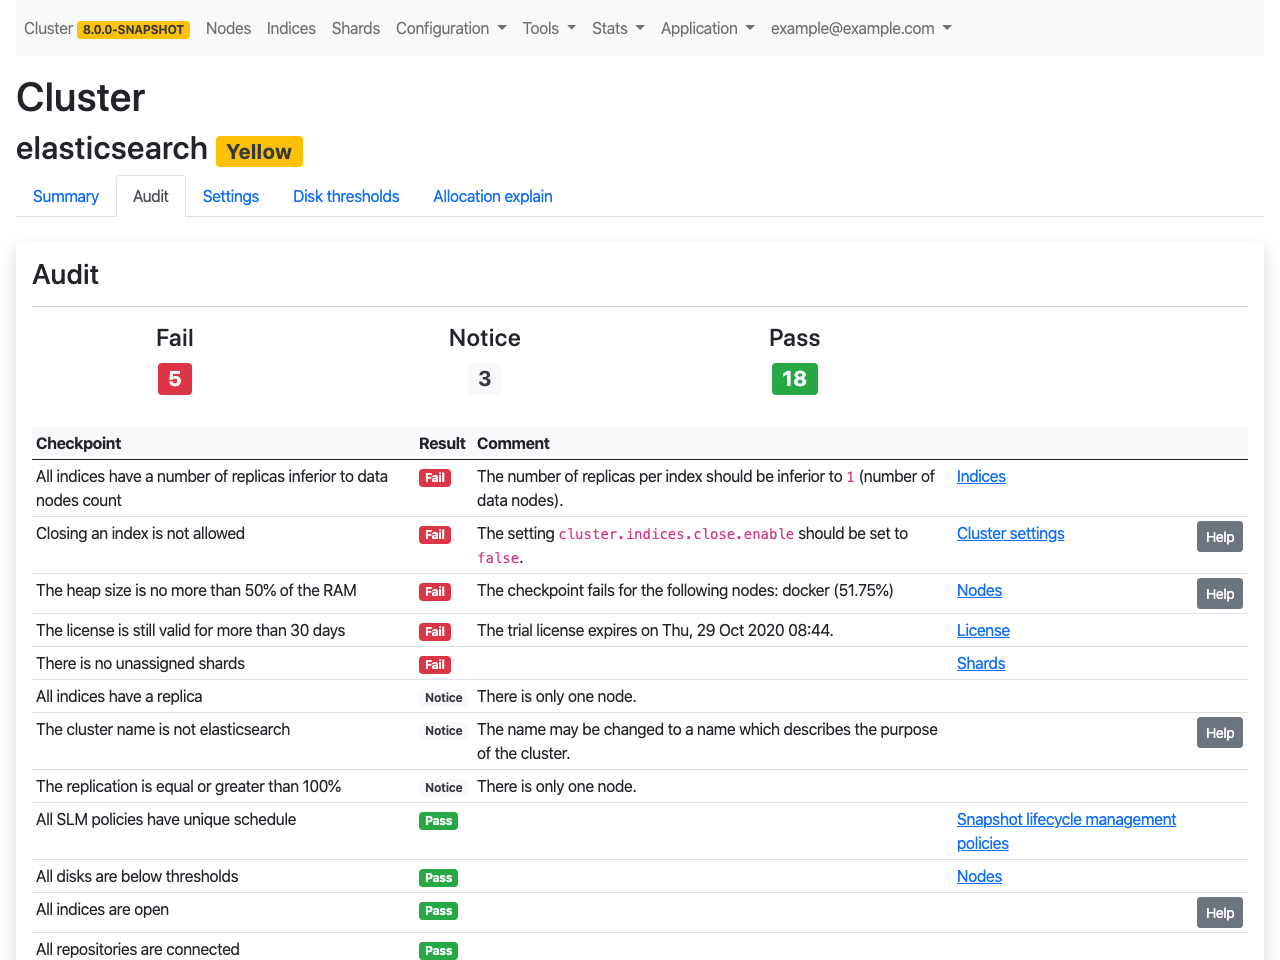 Cluster 8.0.0-SNAPSHOT Nodes Indices Shards Configuration Tools Stats Application example@example.com
Cluster
elasticsearch Yellow
Summary Audit Settings Disk thresholds Allocation explain
Audit
Fail Notice Pass
5 3 18
Checkpoint Result Comment
All indices have a number of replicas inferior to data Fail The number of replicas per index should be inferior to 1 (number of Indices
nodes count data nodes).
Closing an index is not allowed Fail The setting cluster.indices.close.enable should be set to Cluster settings Help
false.
The heap size is no more than 50% of the RAM Fail The checkpoint fails for the following nodes: docker (51.75%) Nodes Help
The license is still valid for more than 30 days Fail The trial license expires on Thu, 29 Oct 2020 08:44. License
There is no unassigned shards Fail Shards
All indices have a replica Notice There is only one node.
The cluster name is not elasticsearch Notice The name may be changed to a name which describes the purpose Help
of the cluster.
The replication is equal or greater than 100% Notice There is only one node.
All SLM policies have unique schedule Pass Snapshot lifecycle management
policies
All disks are below thresholds Pass Nodes
All indices are open Pass Help
All repositories are connected Pass